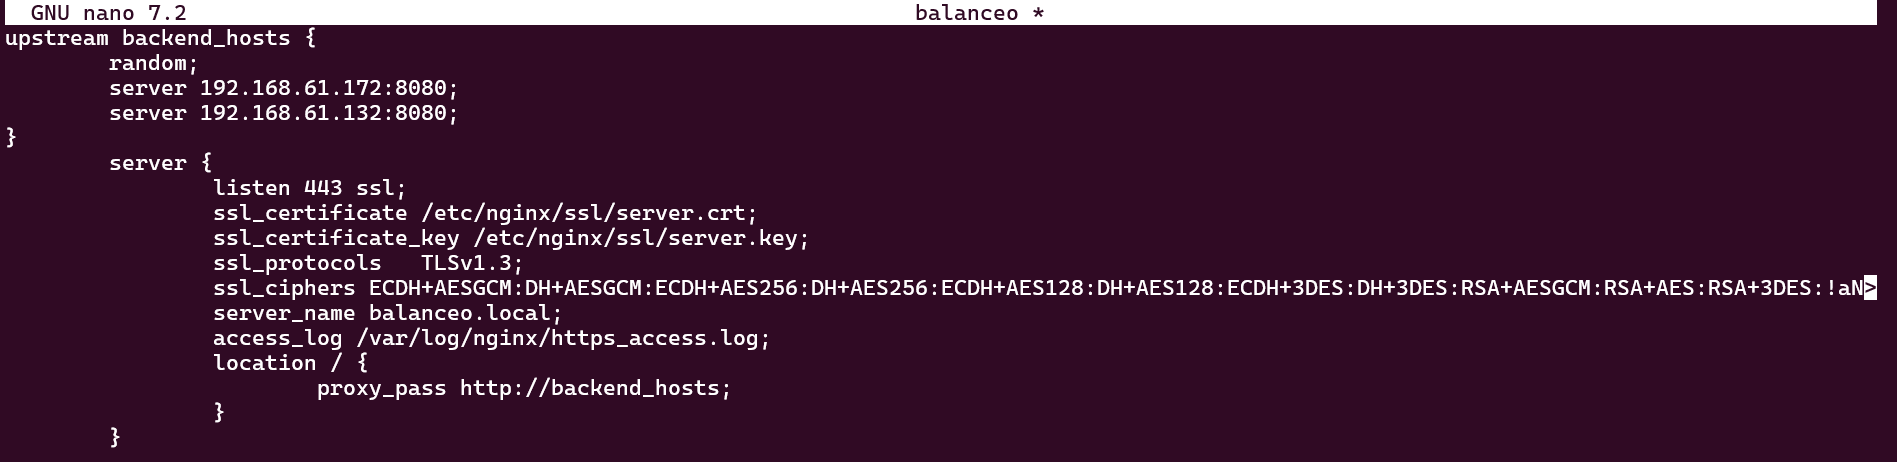 GNU nano 7.2 balanceo *
upstream backend_hosts {
random;
server 192.168.61.172:8080;
server 192.168.61.132:8080;
}
server {
listen 443 ssl;
ssl_certificate /etc/nginx/ssl/server.crt;
ssl_certificate_key /etc/nginx/ssl/server.key;
ssl_protocols   TLSv1.3;
ssl_ciphers ECDH+AESGCM:DH+AESGCM:ECDH+AES256:DH+AES256:ECDH+AES128:DH+AES128:ECDH+3DES:DH+3DES:RSA+AESGCM:RSA+AES:RSA+3DES:!aN>
server_name balanceo.local;
access_log /var/log/nginx/https_access.log;
location / {
proxy_pass http://backend_hosts;
}
}